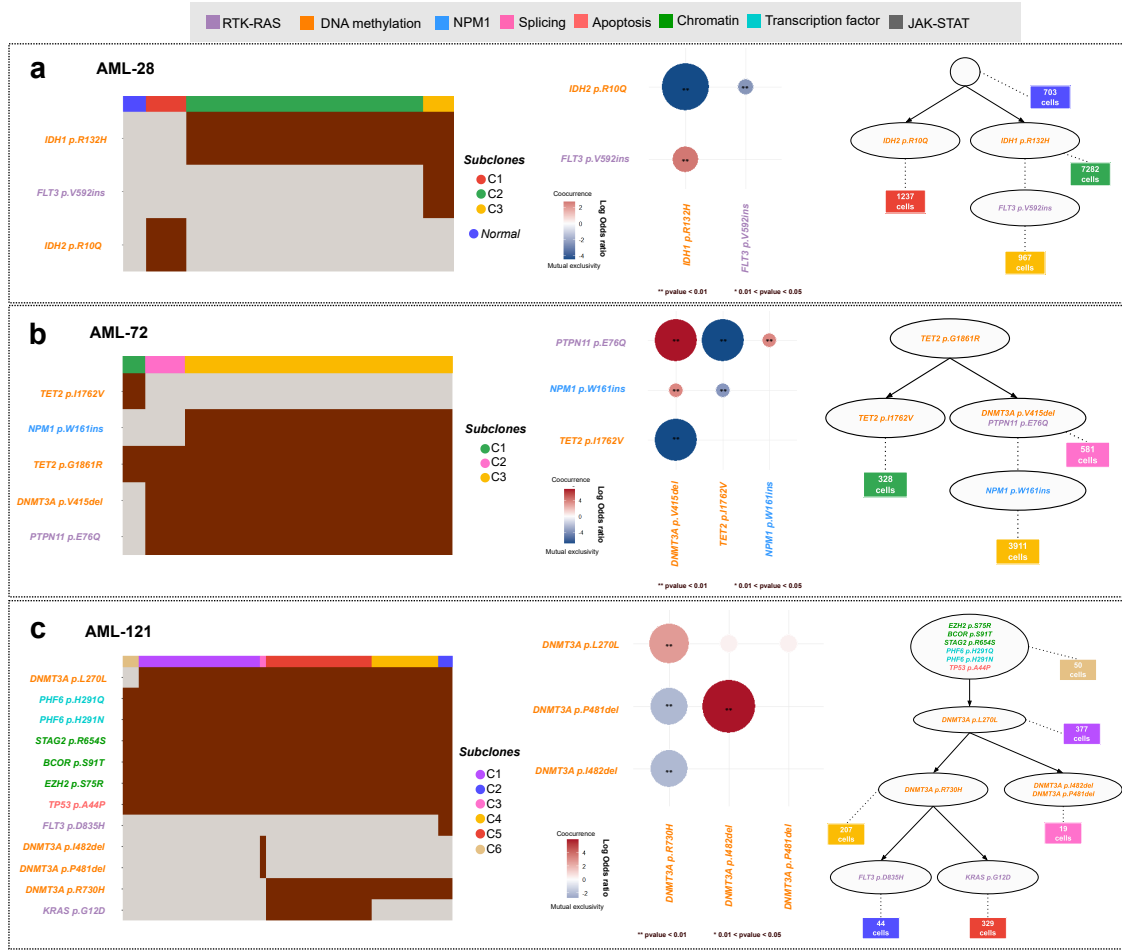 RTK-RAS DNA methylation NPM1 Splicing Apoptosis Chromatin Transcription factor JAK-STAT
a AML-28
IDH1 p.R132H
FLT3 p.V592ins
IDH2 p.R10Q
Subclones
C1
C2
C3
Normal
IDH2 p.R10Q
FLT3 p.V592ins
** ** **
Coocurrence
2
0
-2
-4
Mutual exclusivity
Log Odds ratio
IDH1 p.R132H
FLT3 p.V592ins
** pvalue < 0.01 * 0.01 < pvalue < 0.05
703 cells
IDH2 p.R10Q
IDH1 p.R132H
7282 cells
1237 cells
FLT3 p.V592ins
967 cells
b AML-72
TET2 p.I1762V
NPM1 p.W161ins
TET2 p.G1861R
DNMT3A p.V415del
PTPN11 p.E76Q
Subclones
C1
C2
C3
PTPN11 p.E76Q
NPM1 p.W161ins
TET2 p.I1762V
** ** **
** **
**
Coocurrence
4
0
-4
Mutual exclusivity
Log Odds ratio
DNMT3A p.V415del
TET2 p.I1762V
NPM1 p.W161ins
** pvalue < 0.01 * 0.01 < pvalue < 0.05
TET2 p.G1861R
TET2 p.I1762V
DNMT3A p.V415del
PTPN11 p.E76Q
581 cells
328 cells
NPM1 p.W161ins
3911 cells
c AML-121
DNMT3A p.L270L
PHF6 p.H291Q
PHF6 p.H291N
STAG2 p.R654S
BCOR p.S91T
EZH2 p.S75R
TP53 p.A44P
FLT3 p.D835H
DNMT3A p.I482del
DNMT3A p.P481del
DNMT3A p.R730H
KRAS p.G12D
Subclones
C1
C2
C3
C4
C5
C6
DNMT3A p.L270L
DNMT3A p.P481del
DNMT3A p.I482del
**
** **
**
Coocurrence
4
2
0
-2
Mutual exclusivity
Log Odds ratio
DNMT3A p.R730H
DNMT3A p.I482del
DNMT3A p.P481del
** pvalue < 0.01 * 0.01 < pvalue < 0.05
EZH2 p.S75R
BCOR p.S91T
STAG2 p.R654S
PHF6 p.H291Q
PHF6 p.H291N
TP53 p.A44P
50 cells
DNMT3A p.L270L
377 cells
DNMT3A p.R730H
DNMT3A p.I482del
DNMT3A p.P481del
207 cells
19 cells
FLT3 p.D835H
KRAS p.G12D
44 cells
329 cells